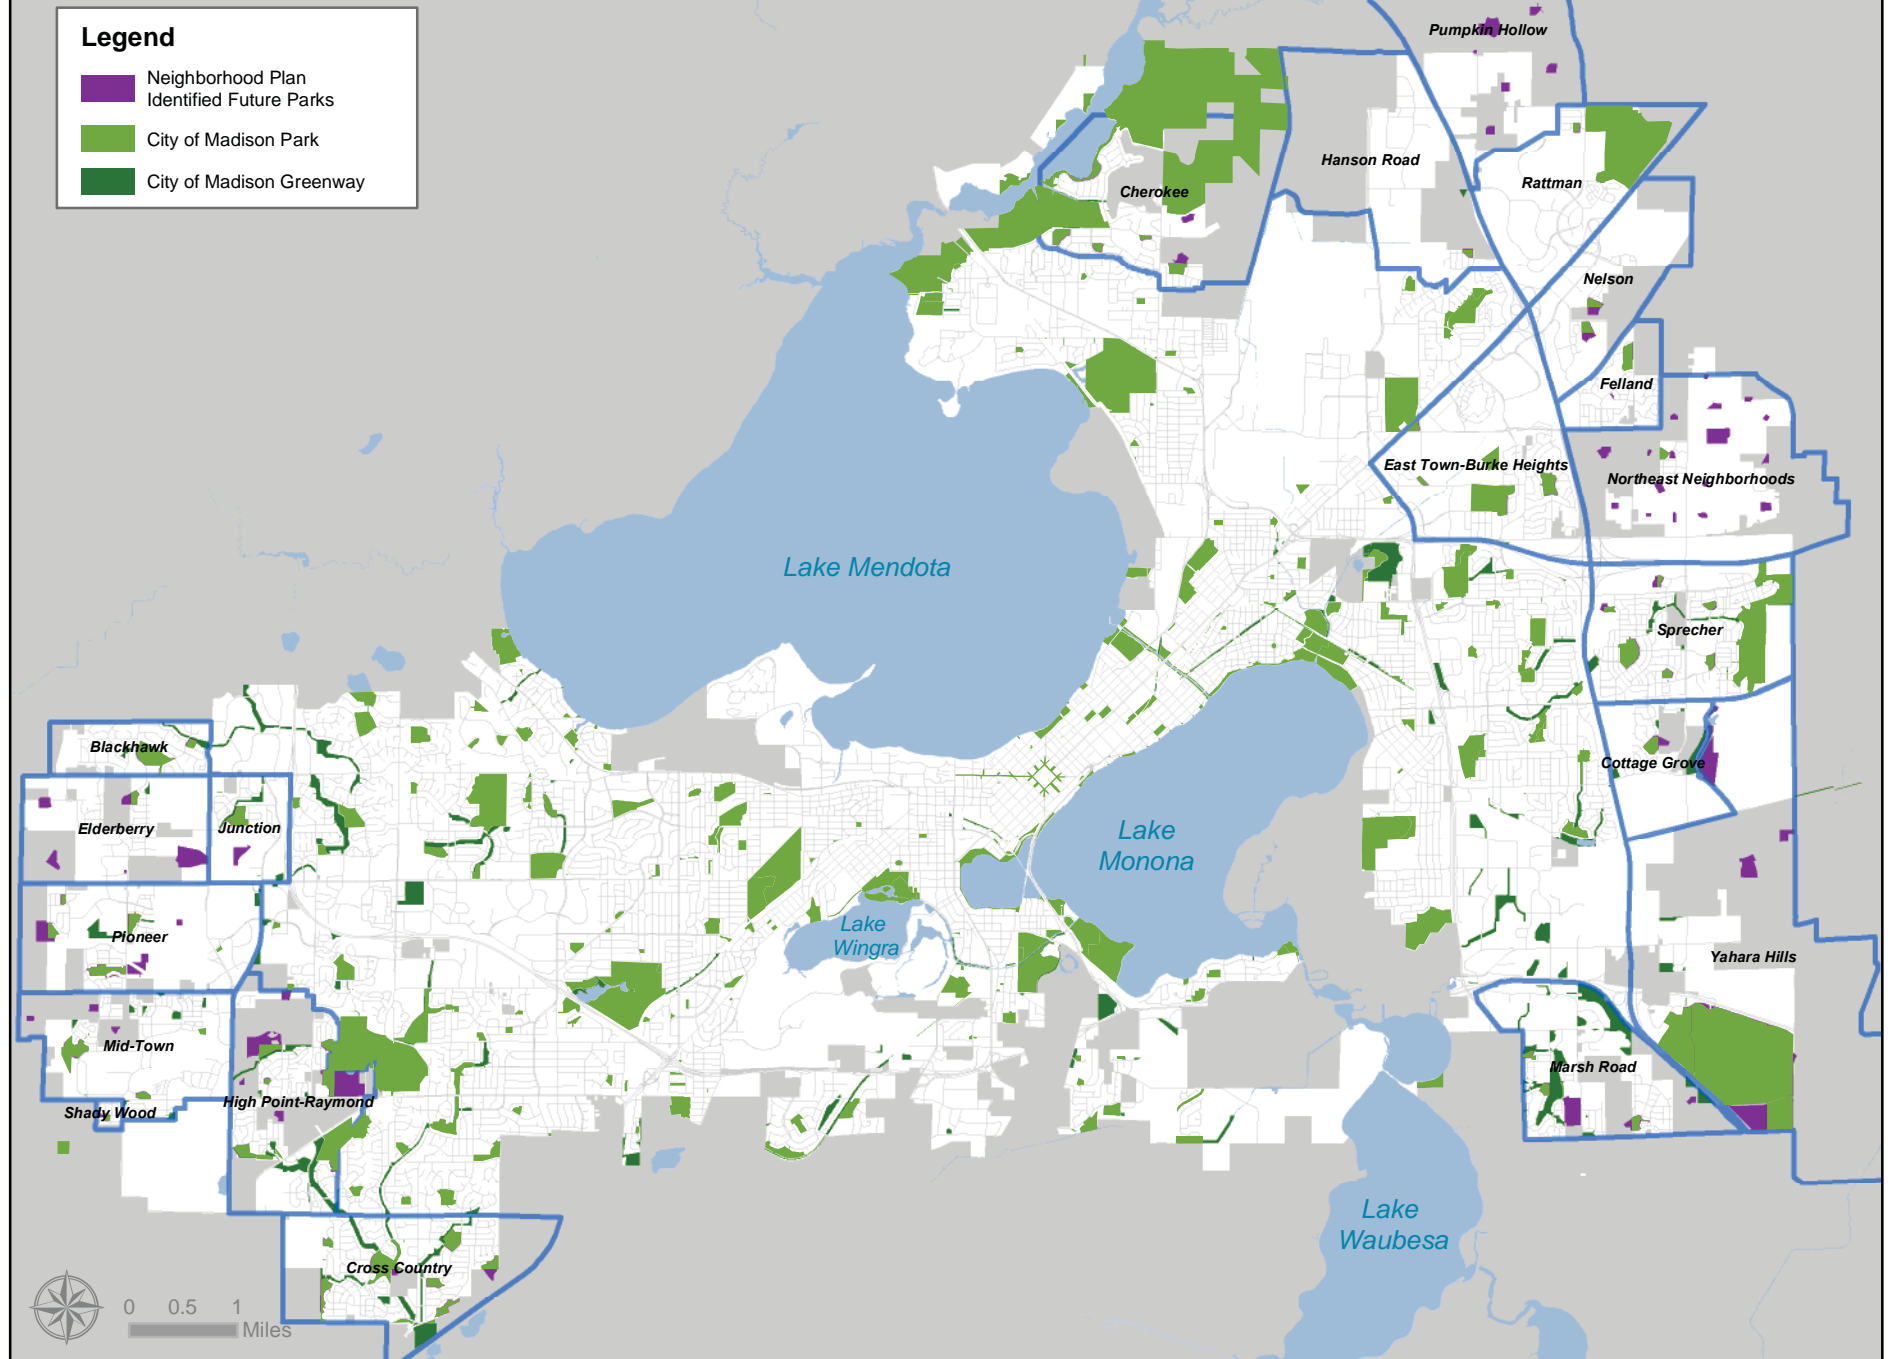 Legend
Neighborhood Plan
Identified Future Parks
City of Madison Park
City of Madison Greenway
Pumpkin Hollow
Hanson Road
Rattman
Cherokee
Nelson
Felland
East Town-Burke Heights
Northeast Neighborhoods
Lake Mendota
Sprecher
Blackhawk
Cottage Grove
Elderberry
Junction
Lake
Monona
Lake
Wingra
Pioneer
Yahara Hills
Mid-Town
Marsh Road
Shady Wood
High Point-Raymond
Lake
Waubesa
Cross Country
0 0.5 1
Miles